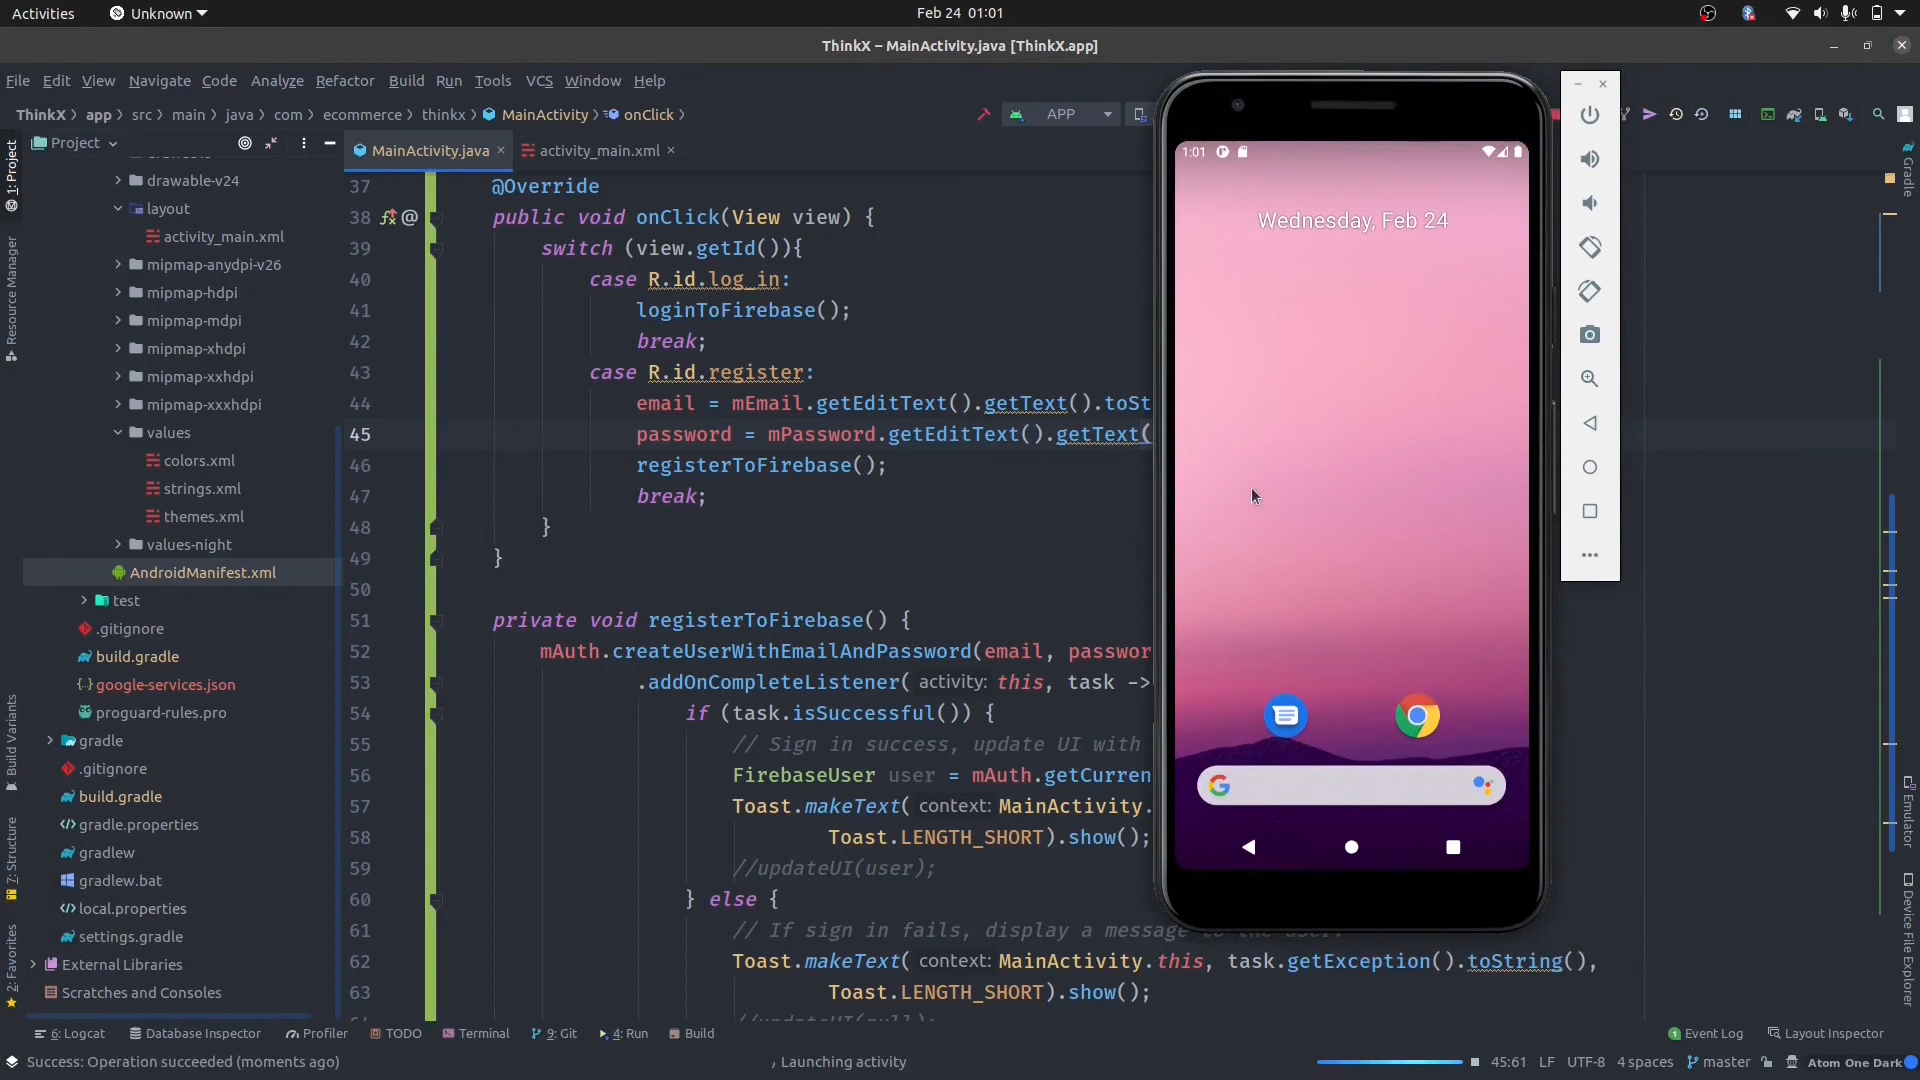 Activities
Unknown
Feb 24 01:01
ThinkX – MainActivity.java [ThinkX.app]
File Edit View Navigate Code Analyze Refactor Build Run Tools VCS Window Help
ThinkX app src main java com ecommerce thinkx MainActivity onClick
APP
Project
MainActivity.java
activity_main.xml
1: Project
Resource Manager
Build Variants
7: Structure
2: Favorites
drawable-v24
layout
activity_main.xml
mipmap-anydpi-v26
mipmap-hdpi
mipmap-mdpi
mipmap-xhdpi
mipmap-xxhdpi
mipmap-xxxhdpi
values
colors.xml
strings.xml
themes.xml
values-night
AndroidManifest.xml
test
.gitignore
build.gradle
google-services.json
proguard-rules.pro
gradle
.gitignore
build.gradle
gradle.properties
gradlew
gradlew.bat
local.properties
settings.gradle
External Libraries
Scratches and Consoles
37 @Override
38 public void onClick(View view) {
39 switch (view.getId()){
40 case R.id.log_in:
41 loginToFirebase();
42 break;
43 case R.id.register:
44 email = mEmail.getEditText().getText().toSt
45 password = mPassword.getEditText().getText(
46 registerToFirebase();
47 break;
48 }
49 }
50
51 private void registerToFirebase() {
52 mAuth.createUserWithEmailAndPassword(email, passwor
53 .addOnCompleteListener( activity: this, task ->
54 if (task.isSuccessful()) {
55 // Sign in success, update UI with
56 FirebaseUser user = mAuth.getCurren
57 Toast.makeText( context: MainActivity.
58 Toast.LENGTH_SHORT).show();
59 //updateUI(user);
60 } else {
61 // If sign in fails, display a message to the user.
62 Toast.makeText( context: MainActivity.this, task.getException().toString(),
63 Toast.LENGTH_SHORT).show();
//updateUI(null);
1:01
Wednesday, Feb 24
Gradle
Emulator
Device File Explorer
6: Logcat Database Inspector Profiler TODO Terminal 9: Git 4: Run Build
1 Event Log Layout Inspector
Success: Operation succeeded (moments ago)
Launching activity
45:61 LF UTF-8 4 spaces master Atom One Dark